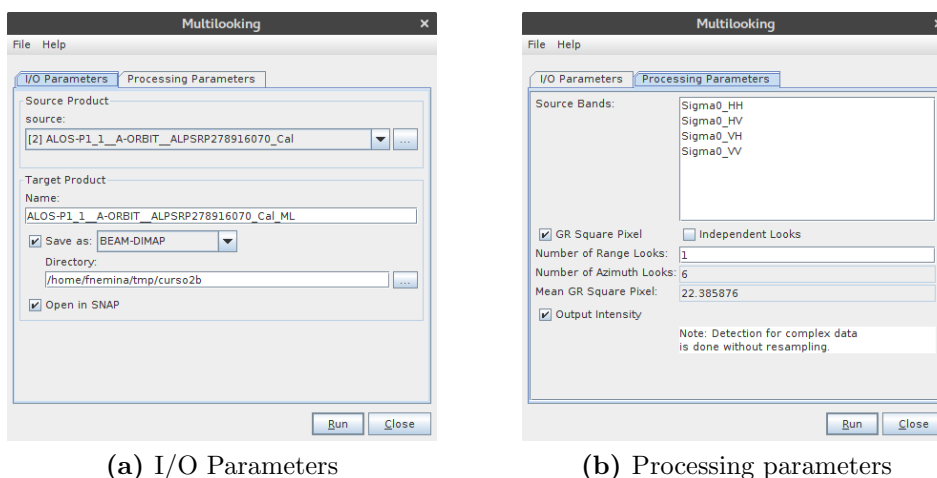 Multilooking ×
File Help
I/O Parameters Processing Parameters
Source Product
source:
[2] ALOS-P1_1__A-ORBIT__ALPSRP278916070_Cal ...
Target Product
Name:
ALOS-P1_1__A-ORBIT__ALPSRP278916070_Cal_ML
Save as: BEAM-DIMAP
Directory:
/home/fnemina/tmp/curso2b ...
Open in SNAP
Run Close
(a) I/O Parameters
Multilooking ×
File Help
I/O Parameters Processing Parameters
Source Bands:
Sigma0_HH
Sigma0_HV
Sigma0_VH
Sigma0_VV
GR Square Pixel Independent Looks
Number of Range Looks: 1
Number of Azimuth Looks: 6
Mean GR Square Pixel: 22.385876
Output Intensity
Note: Detection for complex data
is done without resampling.
Run Close
(b) Processing parameters